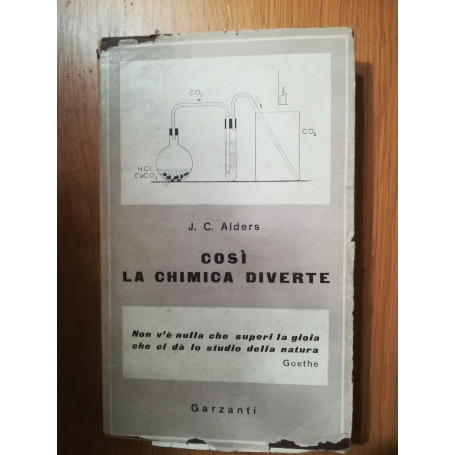 CO₂
CO₂
HCl
CaCO₃
J. C. Alders
COSÌ
LA CHIMICA DIVERTE
Non v'è nulla che superi la gioia
che ci dà lo studio della natura
Goethe
Garzanti